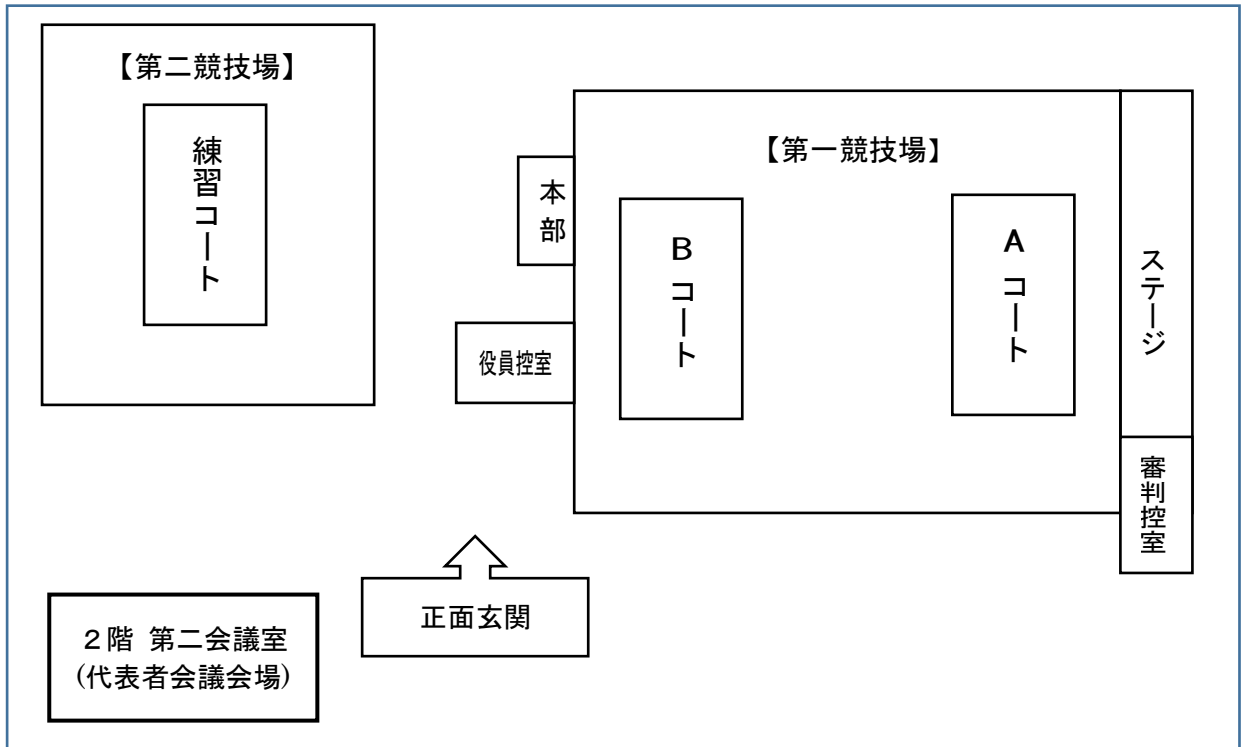 【第二競技場】
練習コート
【第一競技場】
本部
Bコート
Aコート
ステージ
役員控室
審判控室
正面玄関
2階 第二会議室
(代表者会議会場)